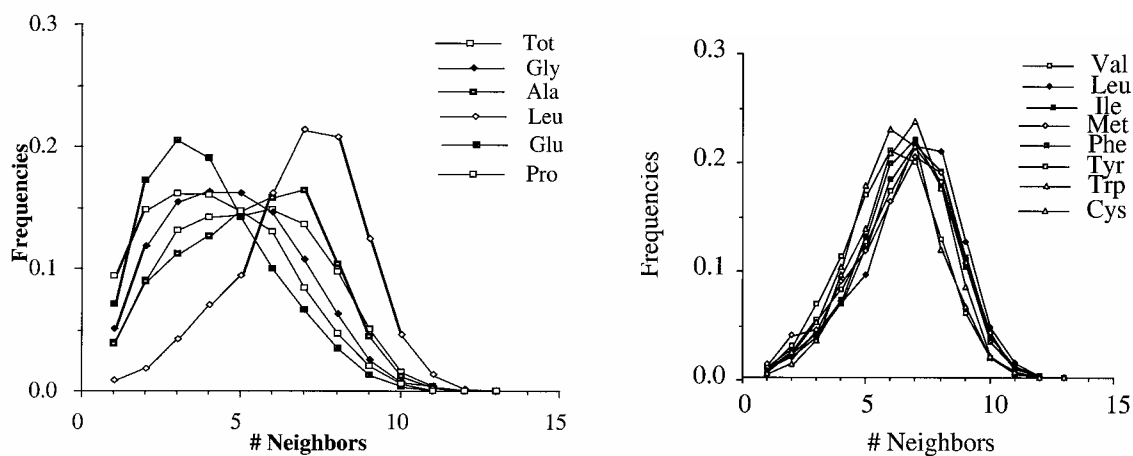 0.3
0.2
0.1
0.0
Frequencies
0
5
10
15
# Neighbors
Tot
Gly
Ala
Leu
Glu
Pro
0.3
0.2
0.1
0.0
Frequencies
0
5
10
15
# Neighbors
Val
Leu
Ile
Met
Phe
Tyr
Trp
Cys